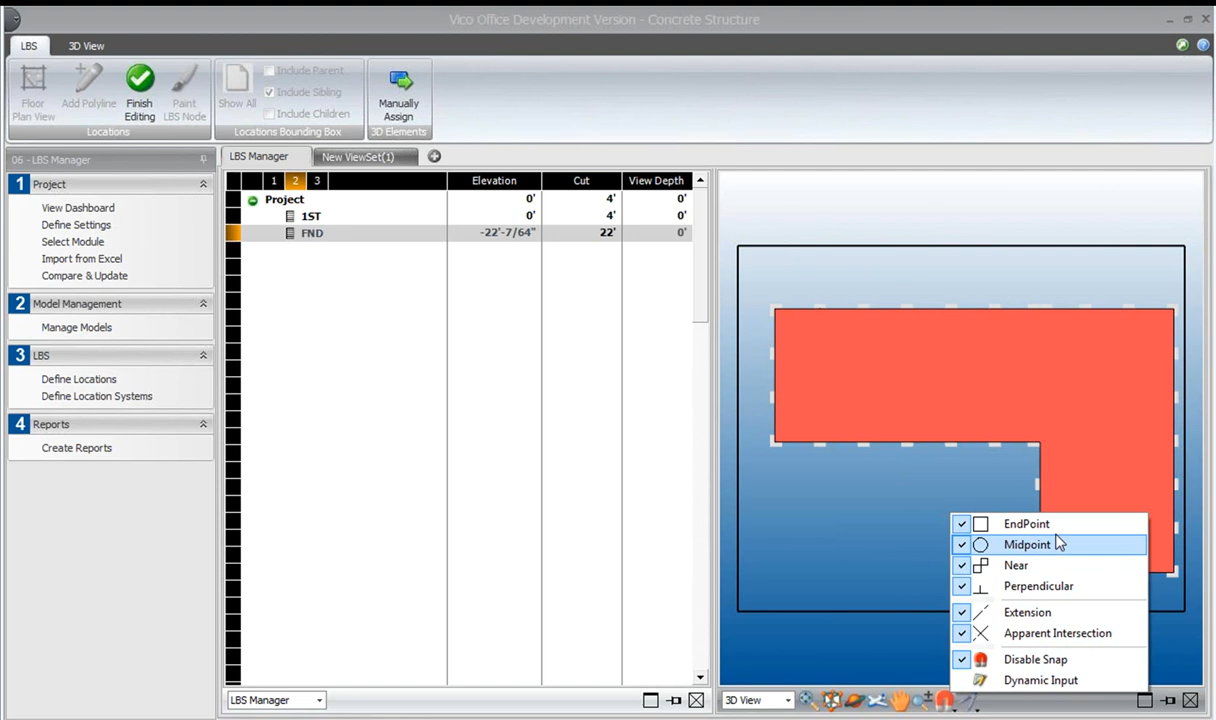 Vico Office Development Version - Concrete Structure
LBS 3D View
Floor Plan View
Add Polyline
Finish Editing
Paint LBS Node
Locations
Show All
Include Parent
Include Sibling
Include Children
Locations Bounding Box
Manually Assign
3D Elements
06 - LBS Manager
1 Project
View Dashboard
Define Settings
Select Module
Import from Excel
Compare & Update
2 Model Management
Manage Models
3 LBS
Define Locations
Define Location Systems
4 Reports
Create Reports
LBS Manager New ViewSet(1)
1 2 3 Elevation Cut View Depth
Project 0' 4' 0'
1ST 0' 4' 0'
FND -22'-7/64" 22' 0'
LBS Manager
EndPoint
Midpoint
Near
Perpendicular
Extension
Apparent Intersection
Disable Snap
Dynamic Input
3D View